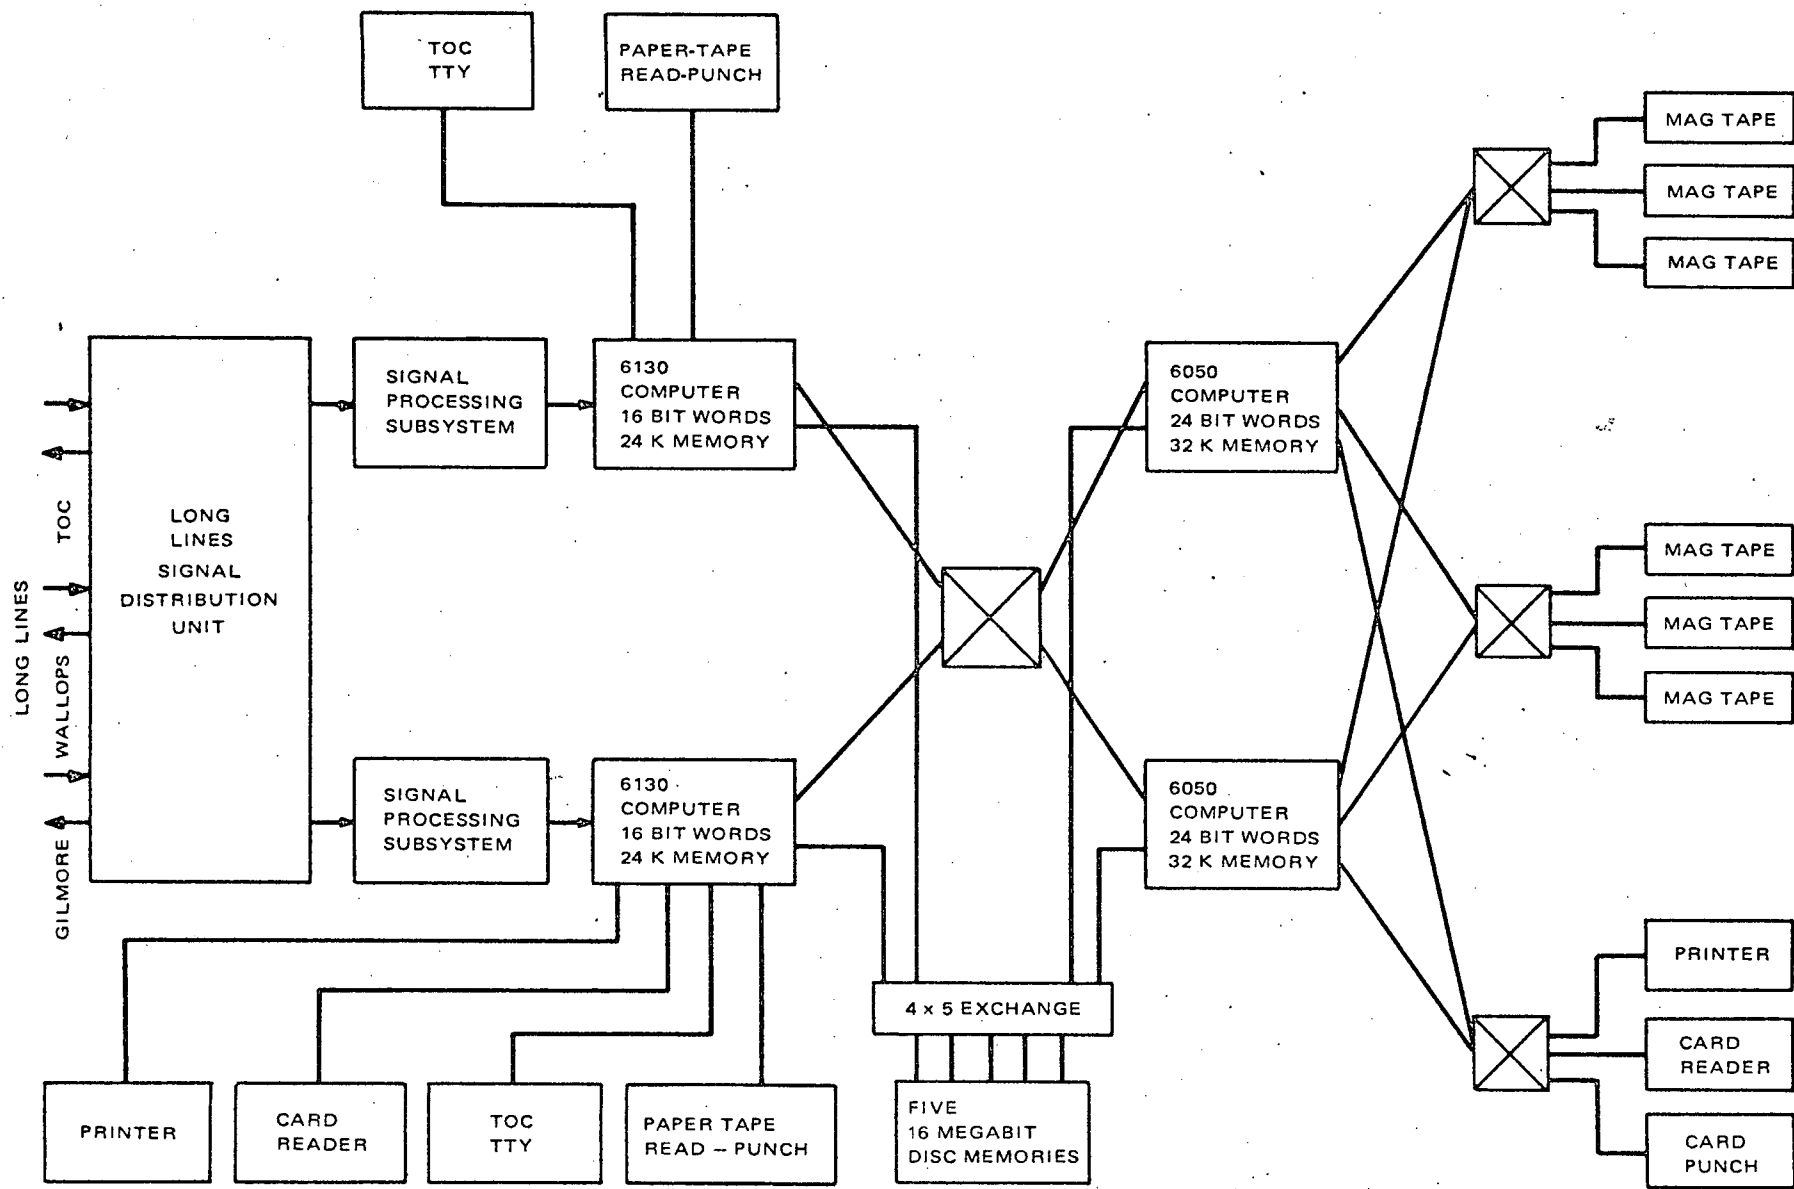 TOC
TTY
PAPER-TAPE
READ-PUNCH
MAG TAPE
MAG TAPE
MAG TAPE
LONG LINES
TOC
WALLOPS
GILMORE
LONG
LINES
SIGNAL
DISTRIBUTION
UNIT
SIGNAL
PROCESSING
SUBSYSTEM
6130
COMPUTER
16 BIT WORDS
24 K MEMORY
6050
COMPUTER
24 BIT WORDS
32 K MEMORY
MAG TAPE
MAG TAPE
MAG TAPE
SIGNAL
PROCESSING
SUBSYSTEM
6130
COMPUTER
16 BIT WORDS
24 K MEMORY
6050
COMPUTER
24 BIT WORDS
32 K MEMORY
4 x 5 EXCHANGE
PRINTER
CARD
READER
CARD
PUNCH
PRINTER
CARD
READER
TOC
TTY
PAPER TAPE
READ – PUNCH
FIVE
16 MEGABIT
DISC MEMORIES